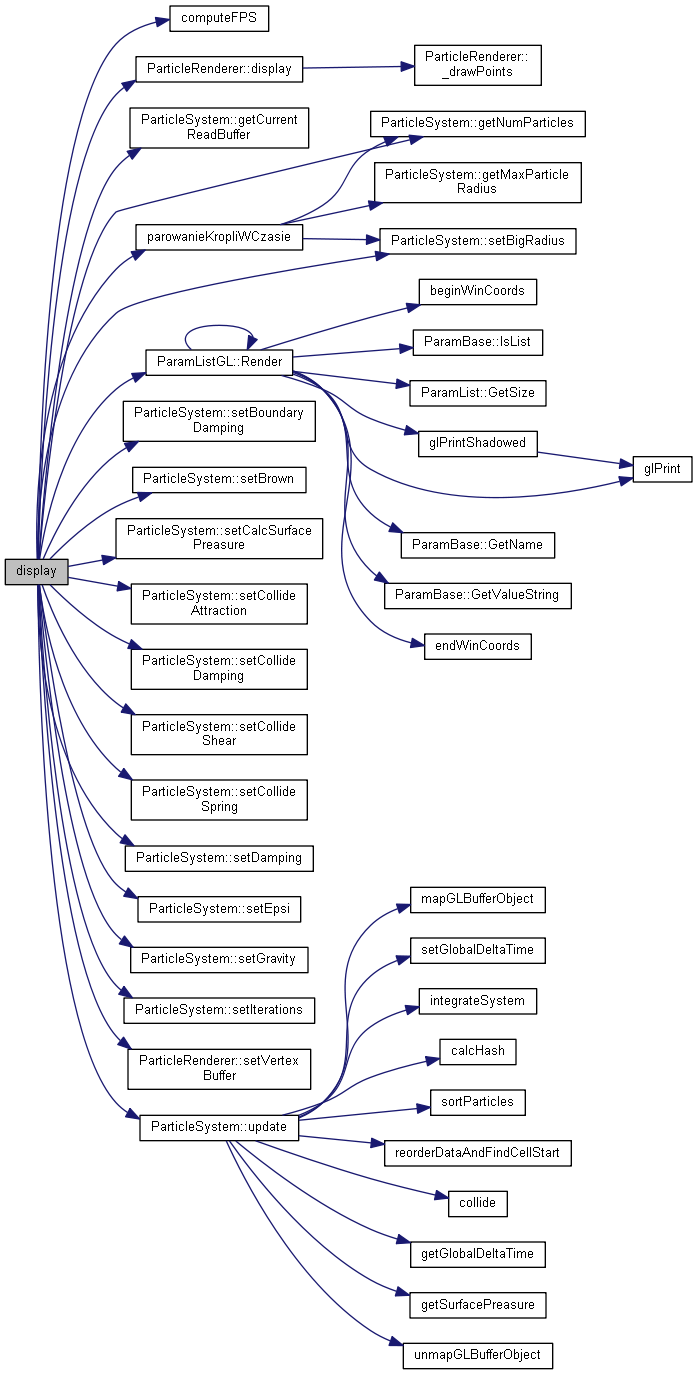 computeFPS
ParticleRenderer::display
ParticleRenderer::
_drawPoints
ParticleSystem::getCurrent
ReadBuffer
ParticleSystem::getNumParticles
ParticleSystem::getMaxParticle
Radius
parowanieKropliWCzasie
ParticleSystem::setBigRadius
beginWinCoords
ParamBase::IsList
ParamListGL::Render
ParamList::GetSize
ParticleSystem::setBoundary
Damping
glPrintShadowed
glPrint
ParticleSystem::setBrown
ParticleSystem::setCalcSurface
Preasure
ParamBase::GetName
display
ParticleSystem::setCollide
Attraction
ParamBase::GetValueString
endWinCoords
ParticleSystem::setCollide
Damping
ParticleSystem::setCollide
Shear
ParticleSystem::setCollide
Spring
ParticleSystem::setDamping
ParticleSystem::setEpsi
mapGLBufferObject
ParticleSystem::setGravity
setGlobalDeltaTime
ParticleSystem::setIterations
integrateSystem
ParticleRenderer::setVertex
Buffer
calcHash
ParticleSystem::update
sortParticles
reorderDataAndFindCellStart
collide
getGlobalDeltaTime
getSurfacePreasure
unmapGLBufferObject